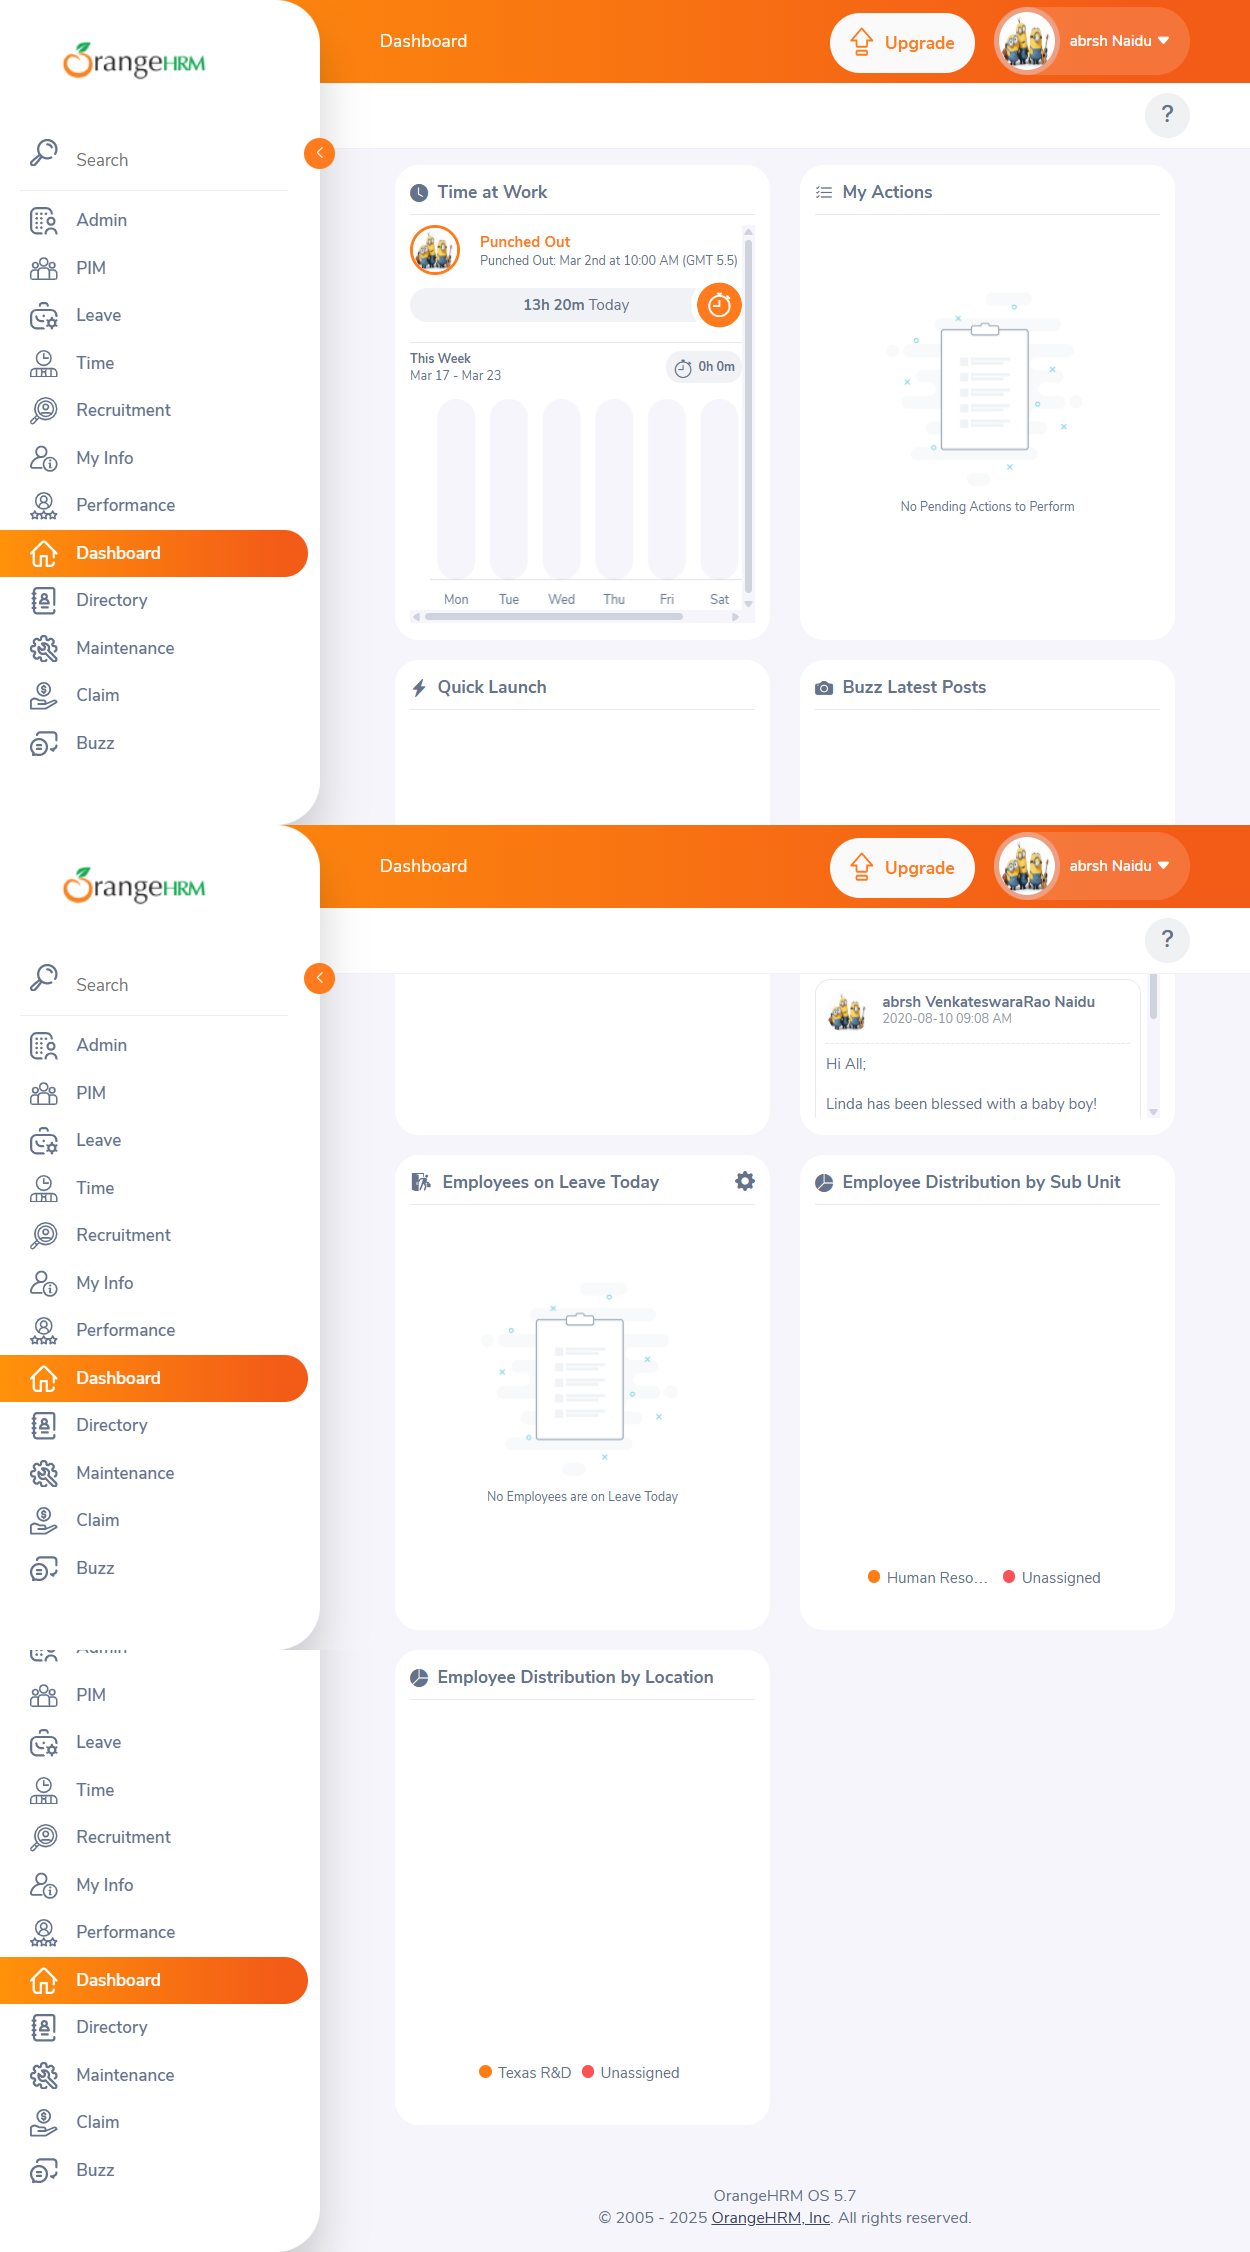 OrangeHRM
Dashboard
Upgrade
abrsh Naidu
?
Search
Admin
PIM
Leave
Time
Recruitment
My Info
Performance
Dashboard
Directory
Maintenance
Claim
Buzz
Time at Work
Punched Out
Punched Out: Mar 2nd at 10:00 AM (GMT 5.5)
13h 20m Today
This Week
Mar 17 - Mar 23
0h 0m
Mon Tue Wed Thu Fri Sat
My Actions
No Pending Actions to Perform
Quick Launch
Buzz Latest Posts
OrangeHRM
Dashboard
Upgrade
abrsh Naidu
?
Search
Admin
PIM
Leave
Time
Recruitment
My Info
Performance
Dashboard
Directory
Maintenance
Claim
Buzz
abrsh VenkateswaraRao Naidu
2020-08-10 09:08 AM
Hi All;
Linda has been blessed with a baby boy!
Employees on Leave Today
No Employees are on Leave Today
Employee Distribution by Sub Unit
Human Reso... Unassigned
Admin
PIM
Leave
Time
Recruitment
My Info
Performance
Dashboard
Directory
Maintenance
Claim
Buzz
Employee Distribution by Location
Texas R&D Unassigned
OrangeHRM OS 5.7
© 2005 - 2025 OrangeHRM, Inc. All rights reserved.